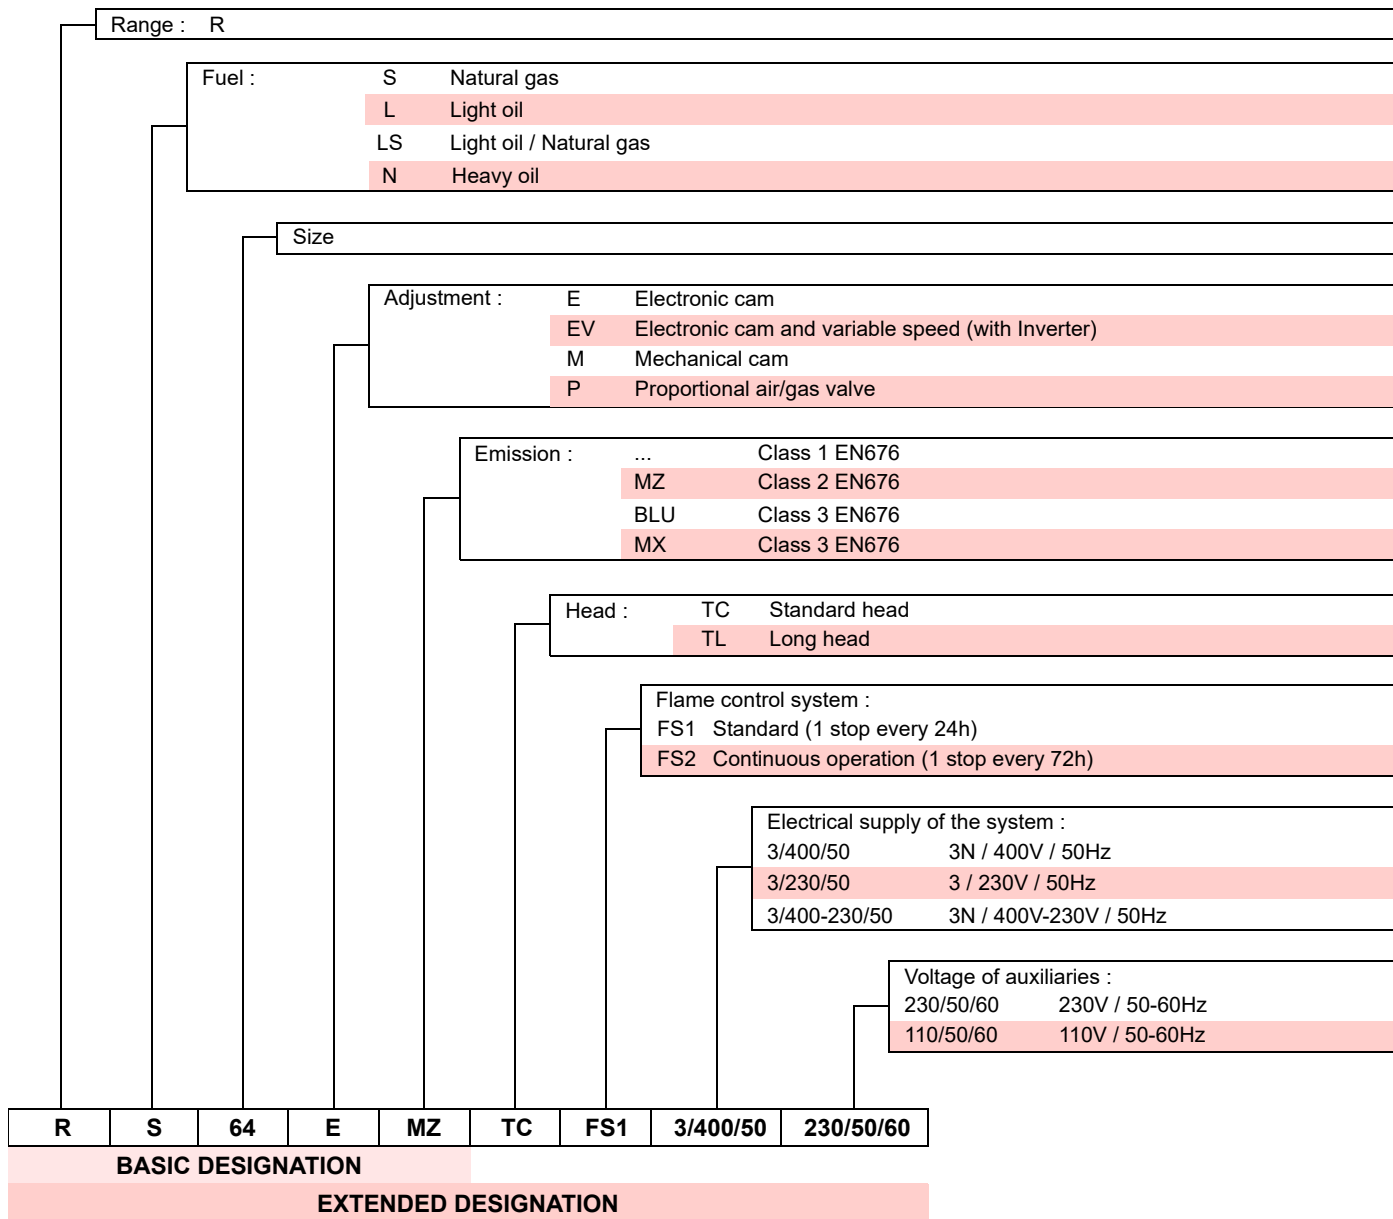 Range : R
Fuel : S Natural gas
L Light oil
LS Light oil / Natural gas
N Heavy oil
Size
Adjustment : E Electronic cam
EV Electronic cam and variable speed (with Inverter)
M Mechanical cam
P Proportional air/gas valve
Emission : ... Class 1 EN676
MZ Class 2 EN676
BLU Class 3 EN676
MX Class 3 EN676
Head : TC Standard head
TL Long head
Flame control system :
FS1 Standard (1 stop every 24h)
FS2 Continuous operation (1 stop every 72h)
Electrical supply of the system :
3/400/50 3N / 400V / 50Hz
3/230/50 3 / 230V / 50Hz
3/400-230/50 3N / 400V-230V / 50Hz
Voltage of auxiliaries :
230/50/60 230V / 50-60Hz
110/50/60 110V / 50-60Hz
R S 64 E MZ TC FS1 3/400/50 230/50/60
BASIC DESIGNATION
EXTENDED DESIGNATION